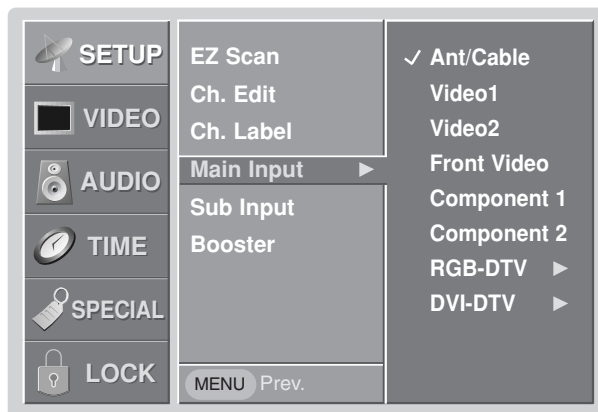 SETUP
VIDEO
AUDIO
TIME
SPECIAL
LOCK
EZ Scan
Ch. Edit
Ch. Label
Main Input ►
Sub Input
Booster
MENU Prev.
✓ Ant/Cable
Video1
Video2
Front Video
Component 1
Component 2
RGB-DTV ►
DVI-DTV ►